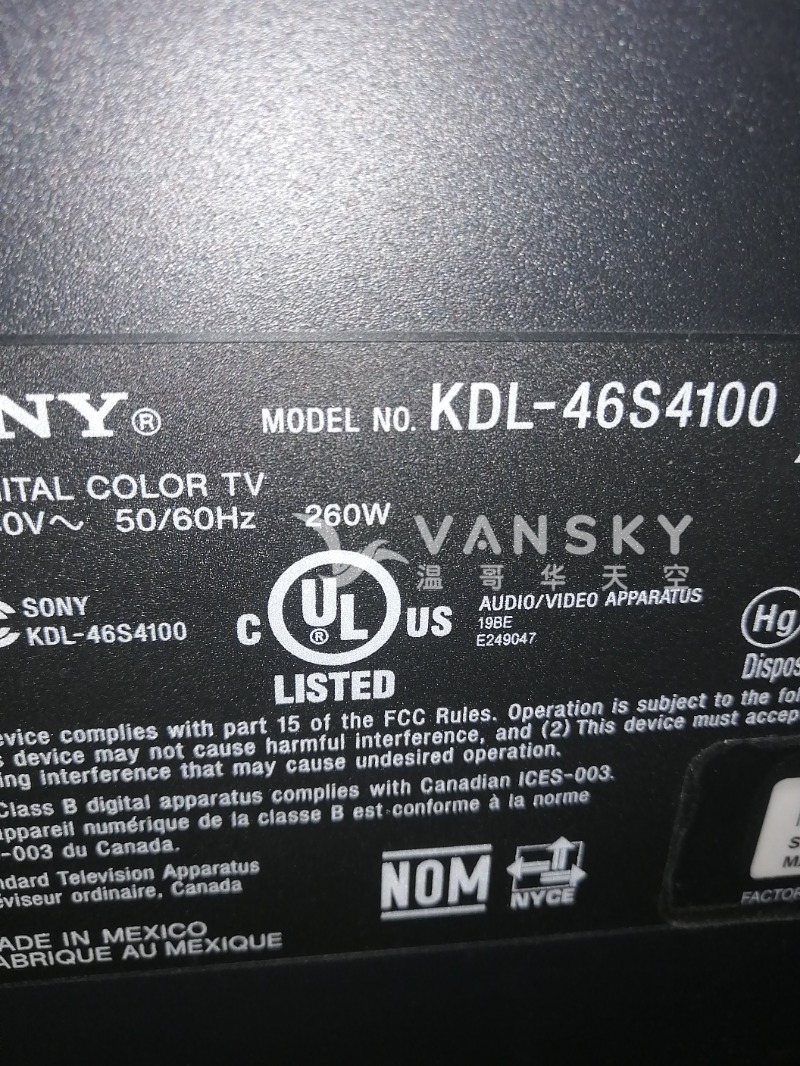 NY®
MODEL NO. KDL-46S4100
ITAL COLOR TV
0V~ 50/60Hz 260W
VANSKY
温哥华天空
SONY
KDL-46S4100
C UL® US
LISTED
AUDIO/VIDEO APPARATUS
19BE
E249047
Hg
Dispos
evice complies with part 15 of the FCC Rules. Operation is subject to the fol
s device may not cause harmful interference, and (2) This device must accep
ing interference that may cause undesired operation.
Class B digital apparatus complies with Canadian ICES-003.
appareil numérique de la classe B est conforme à la norme
-003 du Canada.
ndard Television Apparatus
éviseur ordinaire, Canada
NOM
NYCE
S
MA
FACTOR
ADE IN MEXICO
ABRIQUE AU MEXIQUE